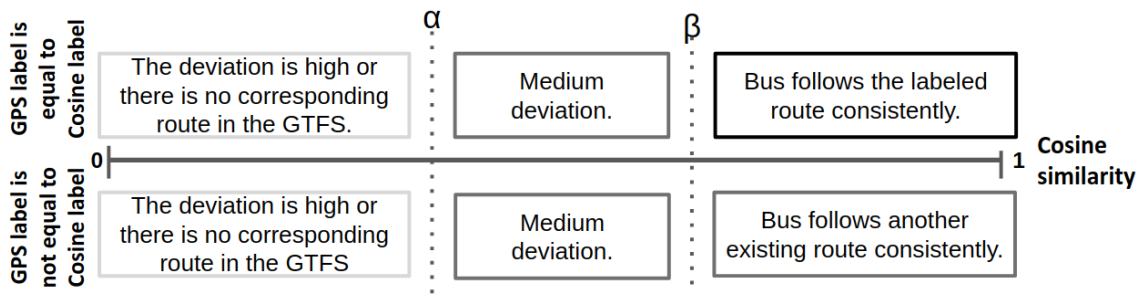 α
β
GPS label is
equal to
Cosine label
The deviation is high or
there is no corresponding
route in the GTFS.
Medium
deviation.
Bus follows the labeled
route consistently.
0
1
Cosine
similarity
GPS label is
not equal to
Cosine label
The deviation is high or
there is no corresponding
route in the GTFS
Medium
deviation.
Bus follows another
existing route consistently.